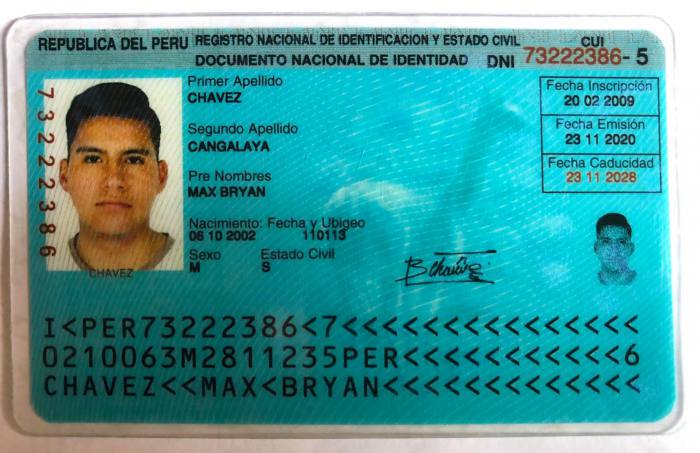 REPUBLICA DEL PERU REGISTRO NACIONAL DE IDENTIFICACION Y ESTADO CIVIL CUI
DOCUMENTO NACIONAL DE IDENTIDAD DNI 73222386-5
73222386
Primer Apellido
CHAVEZ
Segundo Apellido
CANGALAYA
Pre Nombres
MAX BRYAN
Nacimiento: Fecha y Ubigeo
06 10 2002 110113
Sexo Estado Civil
M S
Fecha Inscripción
20 02 2009
Fecha Emisión
23 11 2020
Fecha Caducidad
23 11 2028
CHAVEZ
B Chavez
I<PER73222386<7<<<<<<<<<<<<<<<
0210063M2811235PER<<<<<<<<<<<6
CHAVEZ<<MAX<BRYAN<<<<<<<<<<<<<